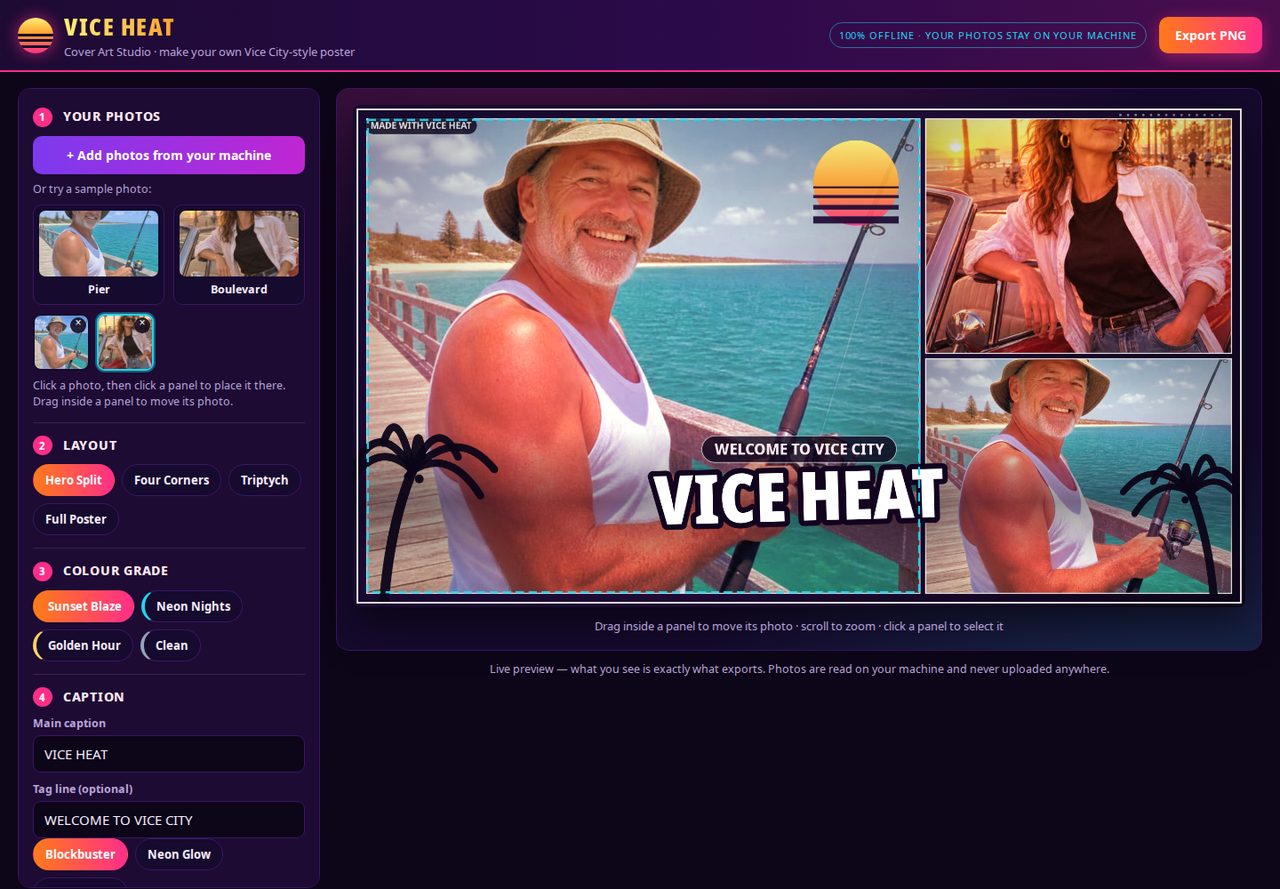 VICE HEAT
Cover Art Studio · make your own Vice City-style poster
100% OFFLINE · YOUR PHOTOS STAY ON YOUR MACHINE
Export PNG
1 YOUR PHOTOS
+ Add photos from your machine
Or try a sample photo:
Pier
Boulevard
Click a photo, then click a panel to place it there.
Drag inside a panel to move its photo.
2 LAYOUT
Hero Split
Four Corners
Triptych
Full Poster
3 COLOUR GRADE
Sunset Blaze
Neon Nights
Golden Hour
Clean
4 CAPTION
Main caption
VICE HEAT
Tag line (optional)
WELCOME TO VICE CITY
Blockbuster
Neon Glow
MADE WITH VICE HEAT
WELCOME TO VICE CITY
VICE HEAT
Drag inside a panel to move its photo · scroll to zoom · click a panel to select it
Live preview — what you see is exactly what exports. Photos are read on your machine and never uploaded anywhere.